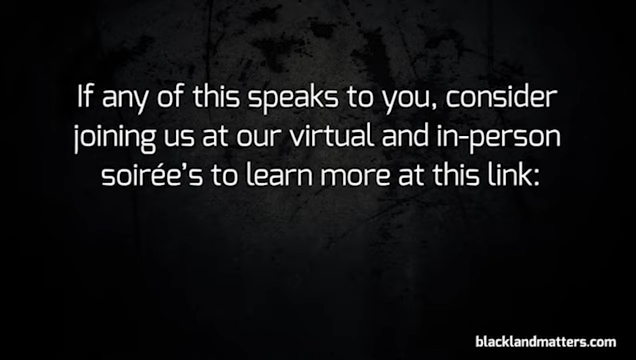 If any of this speaks to you, consider
joining us at our virtual and in-person
soirée's to learn more at this link:
blacklandmatters.com